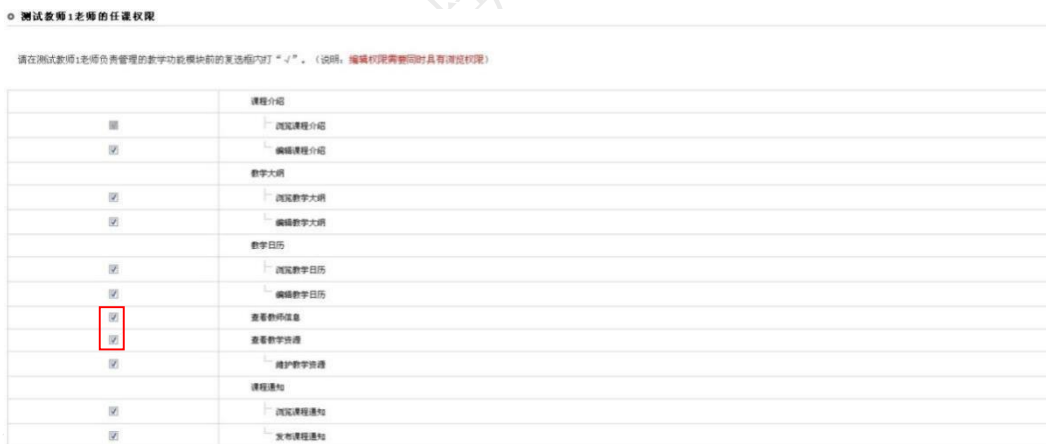 测试教师1老师的任课权限
请在测试教师1老师负责管理的教学功能模块前的复选框内打“√”。（说明：编辑权限需要同时具有浏览权限）
课程介绍
浏览课程介绍
编辑课程介绍
教学大纲
浏览教学大纲
编辑教学大纲
教学日历
浏览教学日历
编辑教学日历
查看教师信息
查看教学资源
维护教学资源
课程通知
浏览课程通知
发布课程通知